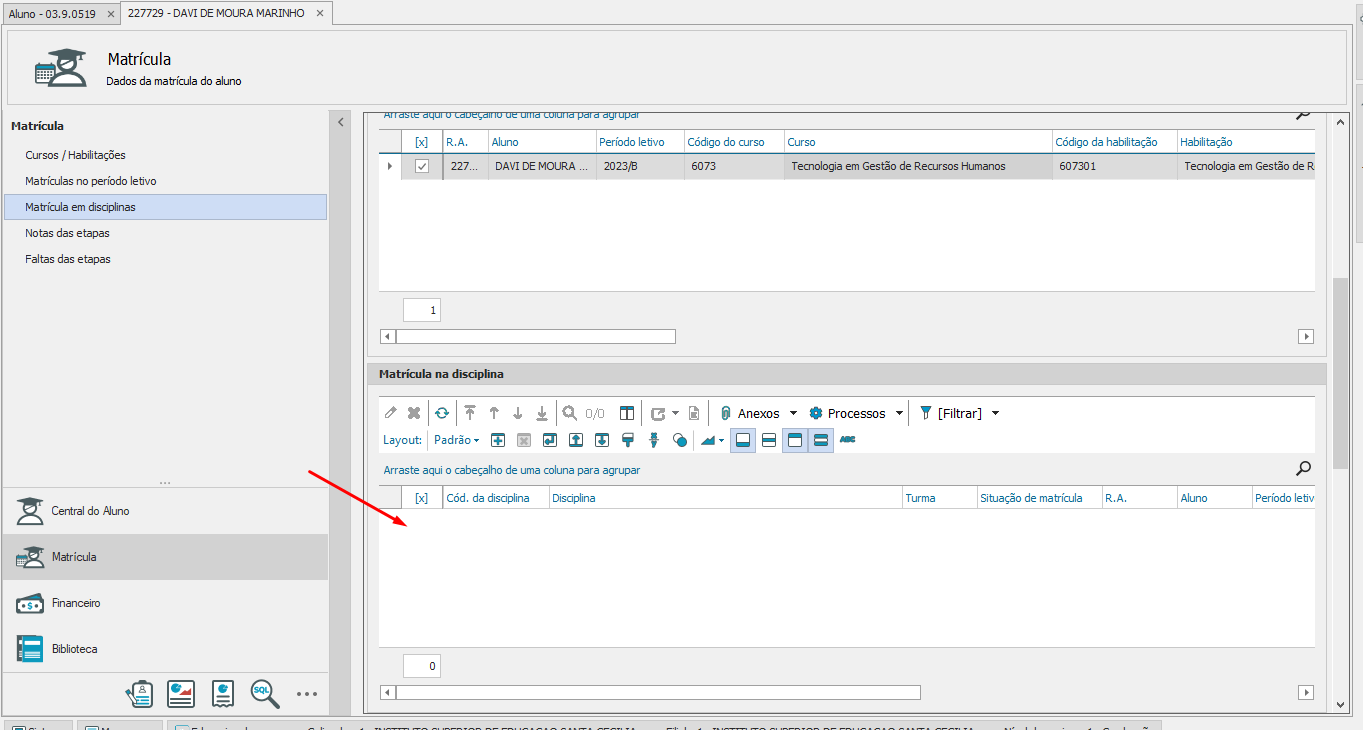 Aluno - 03.9.0519
227729 - DAVI DE MOURA MARINHO
Matrícula
Dados da matrícula do aluno
Matrícula
Cursos / Habilitações
Matrículas no período letivo
Matrícula em disciplinas
Notas das etapas
Faltas das etapas
Central do Aluno
Matrícula
Financeiro
Biblioteca
SQL
Arraste aqui o cabeçalho de uma coluna para agrupar
[x] R.A. Aluno Período letivo Código do curso Curso Código da habilitação Habilitação
227... DAVI DE MOURA ... 2023/B 6073 Tecnologia em Gestão de Recursos Humanos 607301 Tecnologia em Gestão de R
1
Matrícula na disciplina
0/0 Anexos Processos [Filtrar]
Layout: Padrão ABC
Arraste aqui o cabeçalho de uma coluna para agrupar
[x] Cód. da disciplina Disciplina Turma Situação de matrícula R.A. Aluno Período letiv
0